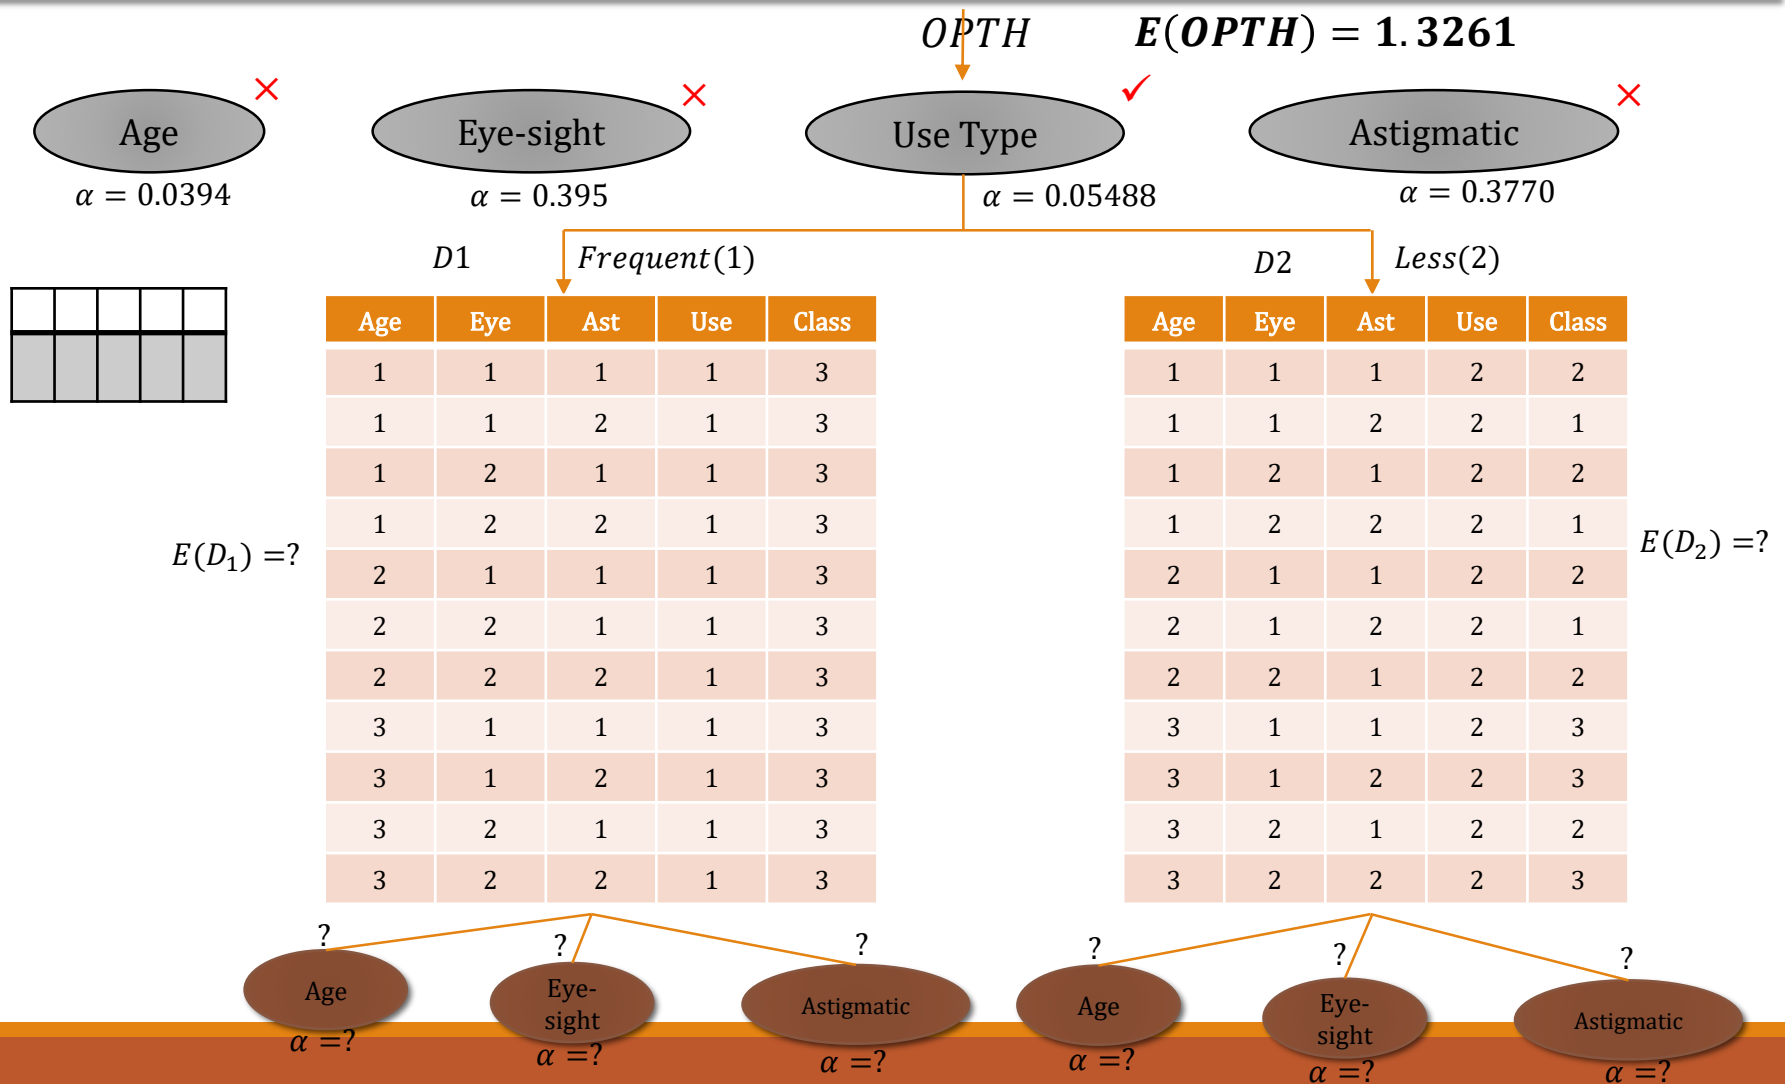 OPTH E(OPTH) = 1.3261
Age × Eye-sight × Use Type ✓ Astigmatic ×
α = 0.0394 α = 0.395 α = 0.05488 α = 0.3770
D1 Frequent(1) D2 Less(2)
Age Eye Ast Use Class
1 1 1 1 3
1 1 2 1 3
1 2 1 1 3
1 2 2 1 3
2 1 1 1 3
2 2 1 1 3
2 2 2 1 3
3 1 1 1 3
3 1 2 1 3
3 2 1 1 3
3 2 2 1 3
E(D₁) =?
Age Eye Ast Use Class
1 1 1 2 2
1 1 2 2 1
1 2 1 2 2
1 2 2 2 1
2 1 1 2 2
2 1 2 2 1
2 2 1 2 2
3 1 1 2 3
3 1 2 2 3
3 2 1 2 2
3 2 2 2 3
E(D₂) =?
? ? ? ? ? ?
Age
α =?
Eye-
sight
α =?
Astigmatic
α =?
Age
α =?
Eye-
sight
α =?
Astigmatic
α =?